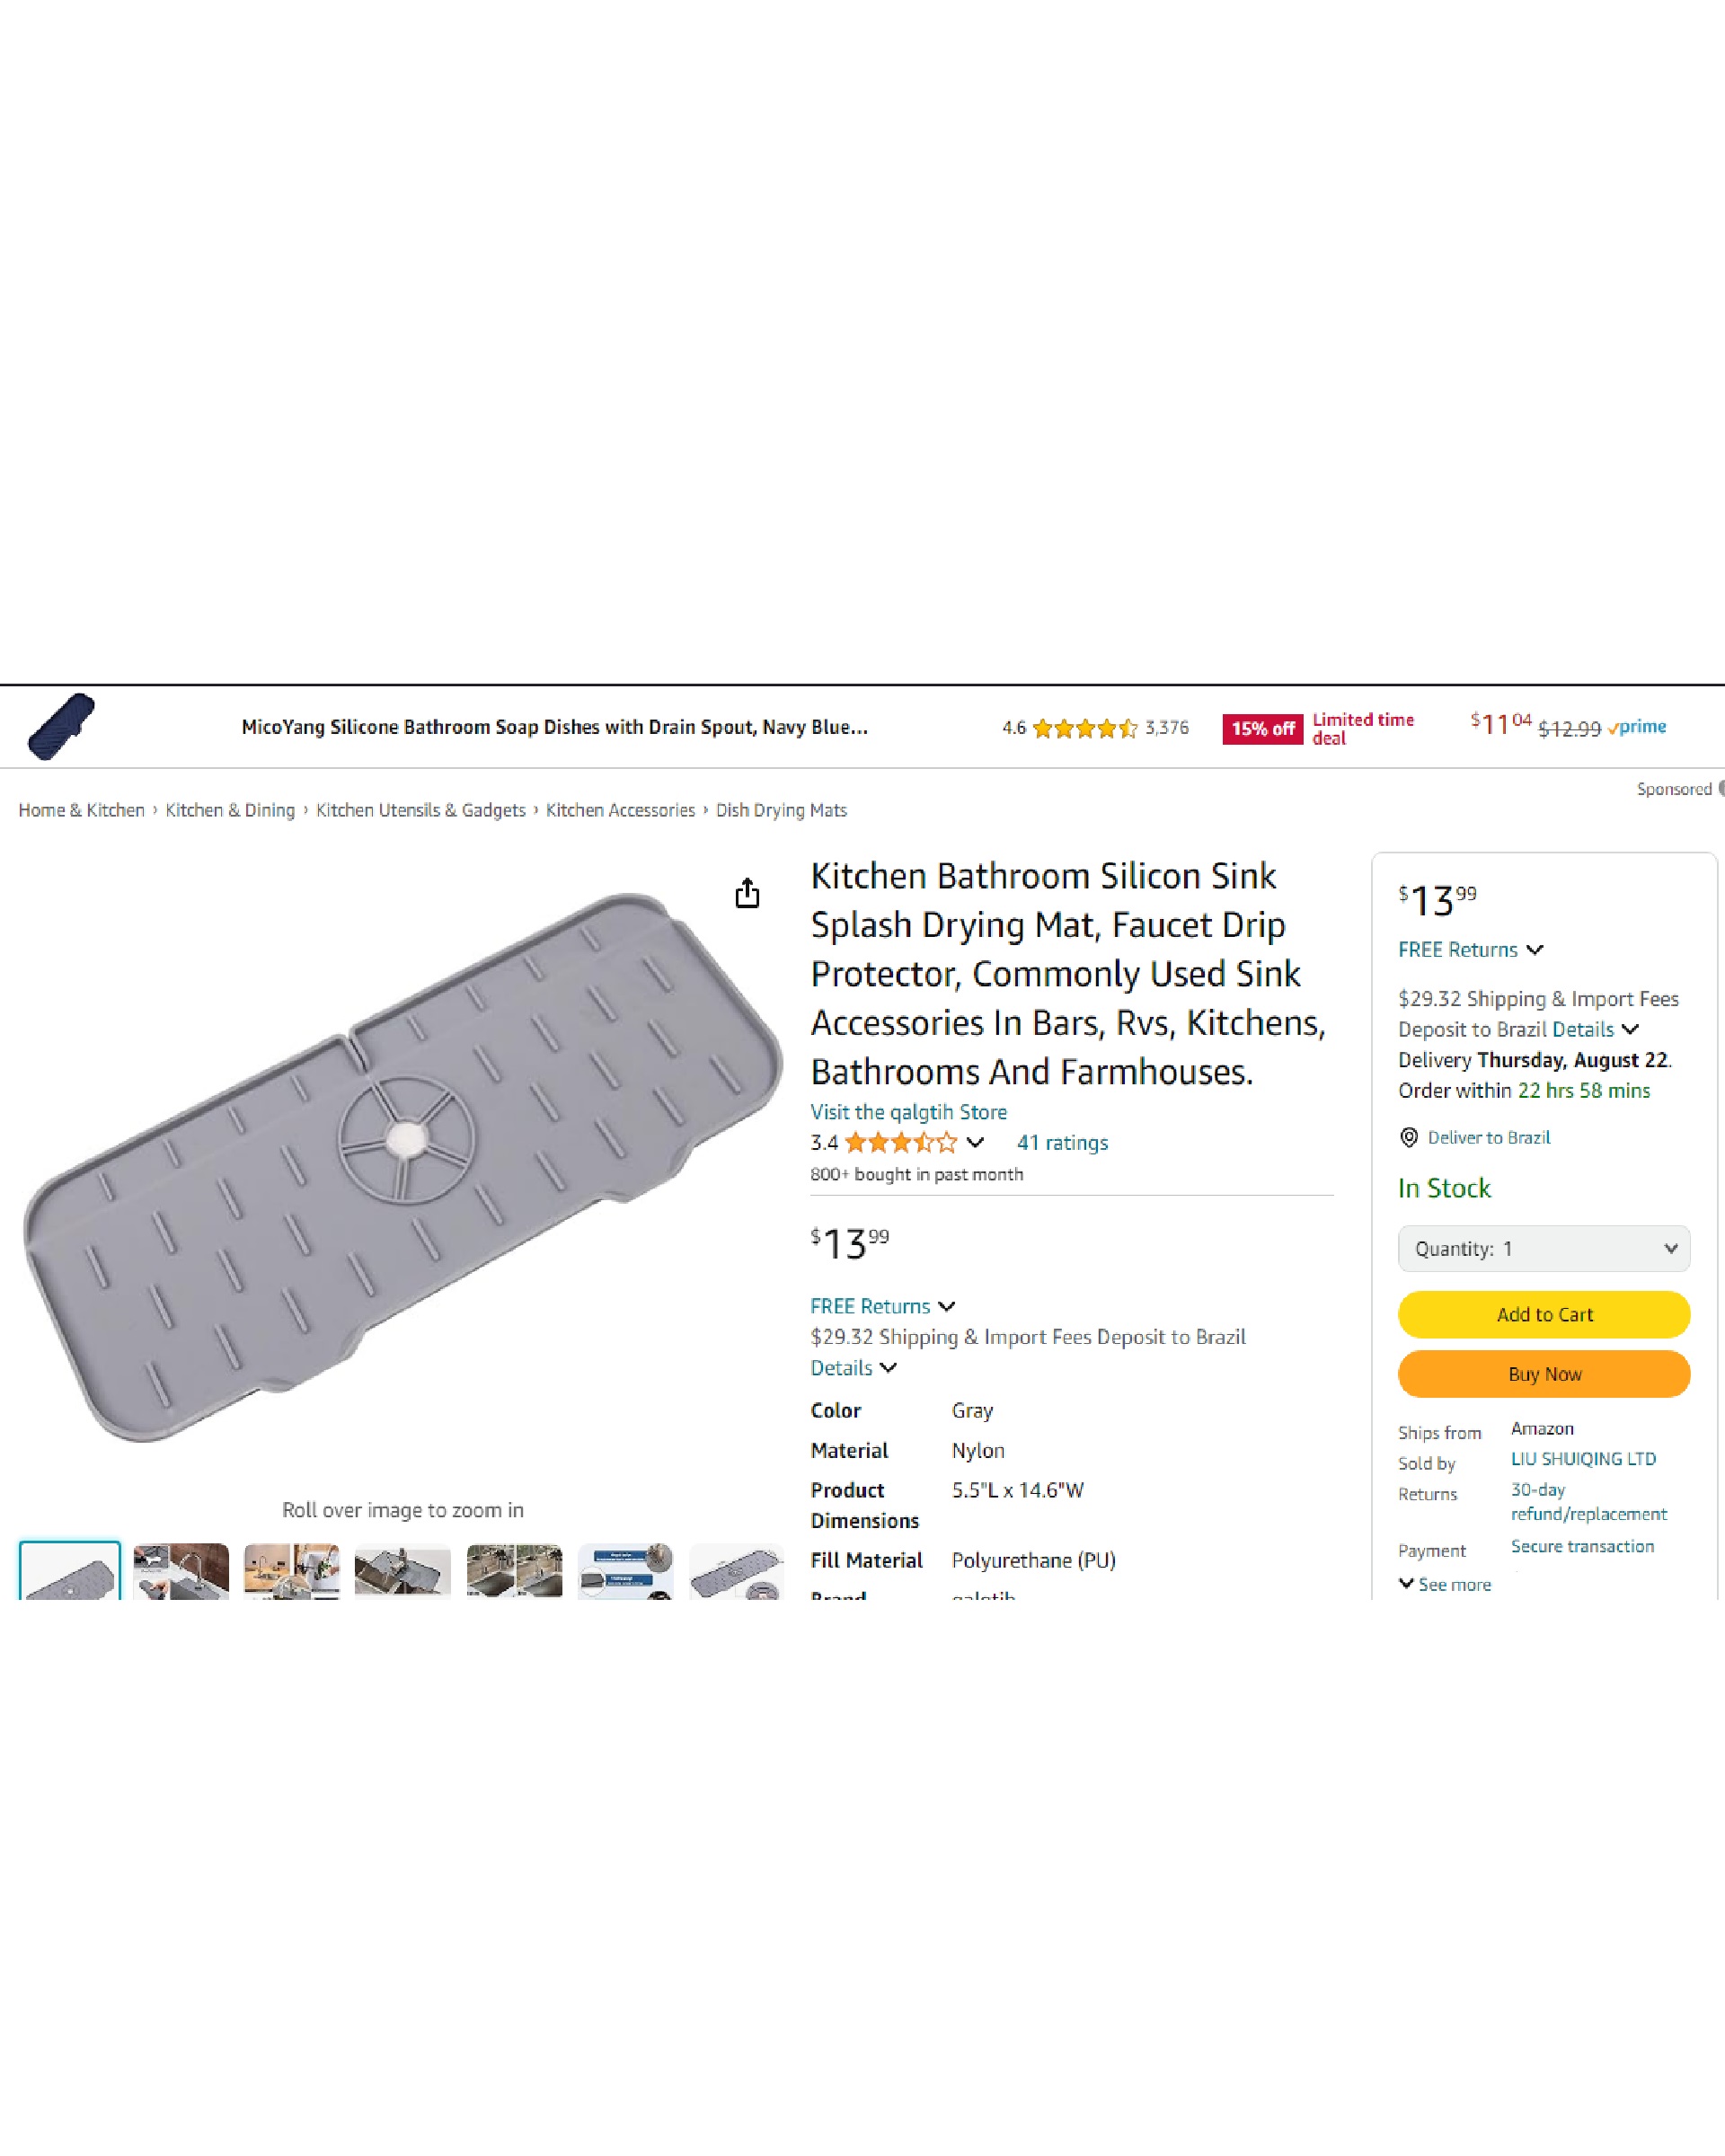 MicoYang Silicone Bathroom Soap Dishes with Drain Spout, Navy Blue...
4.6 3,376
15% off Limited time
deal
$11 04 $12.99 prime
Sponsored
Home & Kitchen › Kitchen & Dining › Kitchen Utensils & Gadgets › Kitchen Accessories › Dish Drying Mats
Roll over image to zoom in
Kitchen Bathroom Silicon Sink
Splash Drying Mat, Faucet Drip
Protector, Commonly Used Sink
Accessories In Bars, Rvs, Kitchens,
Bathrooms And Farmhouses.
Visit the qalgtih Store
3.4 41 ratings
800+ bought in past month
$13 99
FREE Returns
$29.32 Shipping & Import Fees Deposit to Brazil
Details
Color Gray
Material Nylon
Product 5.5"L x 14.6"W
Dimensions
Fill Material Polyurethane (PU)
Brand qalgtih
$13 99
FREE Returns
$29.32 Shipping & Import Fees
Deposit to Brazil Details
Delivery Thursday, August 22.
Order within 22 hrs 58 mins
Deliver to Brazil
In Stock
Quantity: 1
Add to Cart
Buy Now
Ships from Amazon
Sold by LIU SHUIQING LTD
Returns 30-day
refund/replacement
Payment Secure transaction
See more